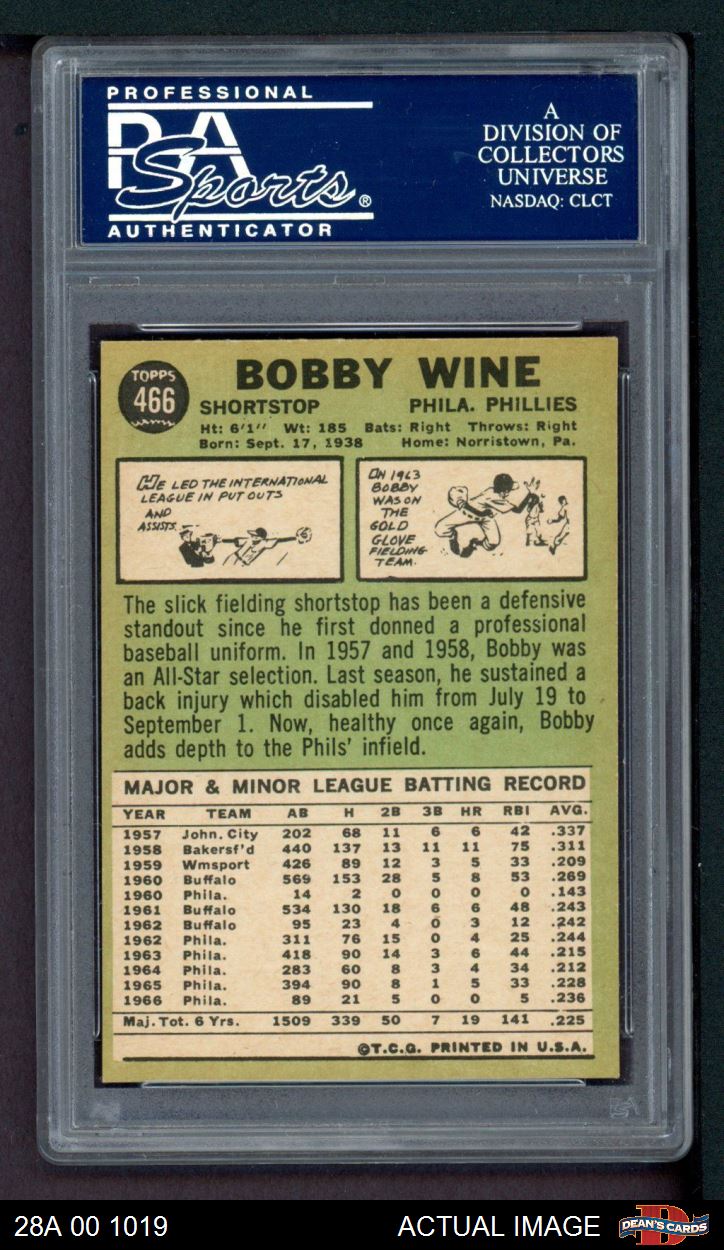 PROFESSIONAL
PSA
Sports®
AUTHENTICATOR
A
DIVISION OF
COLLECTORS
UNIVERSE
NASDAQ: CLCT
TOPPS
466
BOBBY WINE
SHORTSTOP PHILA. PHILLIES
Ht: 6'1'' Wt: 185 Bats: Right Throws: Right
Born: Sept. 17, 1938 Home: Norristown, Pa.
HE LED THE INTERNATIONAL
LEAGUE IN PUT OUTS
AND
ASSISTS.
IN 1963
BOBBY
WAS ON
THE
GOLD
GLOVE
FIELDING
TEAM.
The slick fielding shortstop has been a defensive
standout since he first donned a professional
baseball uniform. In 1957 and 1958, Bobby was
an All-Star selection. Last season, he sustained a
back injury which disabled him from July 19 to
September 1. Now, healthy once again, Bobby
adds depth to the Phils' infield.
MAJOR & MINOR LEAGUE BATTING RECORD
YEAR TEAM AB H 2B 3B HR RBI AVG.
1957 John. City 202 68 11 6 6 42 .337
1958 Bakersf'd 440 137 13 11 11 75 .311
1959 Wmsport 426 89 12 3 5 33 .209
1960 Buffalo 569 153 28 5 8 53 .269
1960 Phila. 14 2 0 0 0 0 .143
1961 Buffalo 534 130 18 6 6 48 .243
1962 Buffalo 95 23 4 0 3 12 .242
1962 Phila. 311 76 15 0 4 25 .244
1963 Phila. 418 90 14 3 6 44 .215
1964 Phila. 283 60 8 3 4 34 .212
1965 Phila. 394 90 8 1 5 33 .228
1966 Phila. 89 21 5 0 0 5 .236
Maj. Tot. 6 Yrs. 1509 339 50 7 19 141 .225
©T.C.G. PRINTED IN U.S.A.
28A 00 1019 ACTUAL IMAGE DEAN'S CARDS